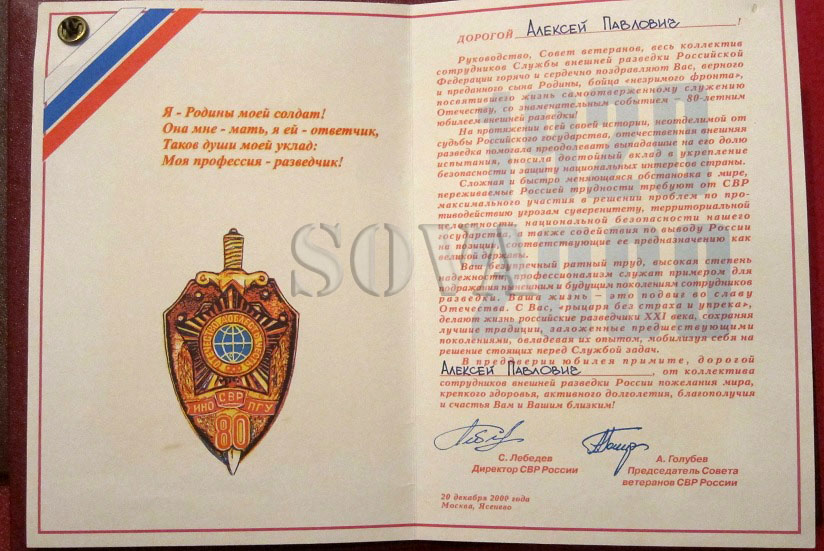 Я - Родины моей солдат!
Она мне - мать, я ей - ответчик,
Таков души моей уклад:
Моя профессия - разведчик!
ИНО СВР ПГУ
80
ДОРОГОЙ АЛЕКСЕЙ ПАВЛОВИЧ !
Руководство, Совет ветеранов, весь коллектив
сотрудников Службы внешней разведки Российской
Федерации горячо и сердечно поздравляют Вас, верного
и преданного сына Родины, бойца «незримого фронта»,
посвятившего жизнь самоотверженному служению
Отечеству, со знаменательным событием — 80-летним
юбилеем внешней разведки!
На протяжении всей своей истории, неотделимой от
судьбы Российского государства, отечественная внешняя
разведка помогала преодолевать выпадавшие на его долю
испытания, вносила достойный вклад в укрепление
безопасности и защиту национальных интересов страны.
Сложная и быстро меняющаяся обстановка в мире,
переживаемые Россией трудности требуют от СВР
максимального участия в решении проблем по про-
тиводействию угрозам суверенитету, территориальной
целостности, национальной безопасности нашего
государства, а также содействия по выводу России
на позиции, соответствующие ее предназначению как
великой державы.
Ваш безупречный ратный труд, высокая степень
надежности, профессионализм служат примером для
подражания нынешним и будущим поколениям сотрудников
разведки. Ваша жизнь — это подвиг во славу
Отечества. С Вас, «рыцаря без страха и упрека»,
делают жизнь российские разведчики XXI века, сохраняя
лучшие традиции, заложенные предшествующими
поколениями, овладевая их опытом, мобилизуя себя на
решение стоящих перед Службой задач.
В преддверии юбилея примите, дорогой
АЛЕКСЕЙ ПАВЛОВИЧ , от коллектива
сотрудников внешней разведки России пожелания мира,
крепкого здоровья, активного долголетия, благополучия
и счастья Вам и Вашим близким!
С. Лебедев
Директор СВР России
А. Голубев
Председатель Совета
ветеранов СВР России
20 декабря 2000 года
Москва, Ясенево
SOVA